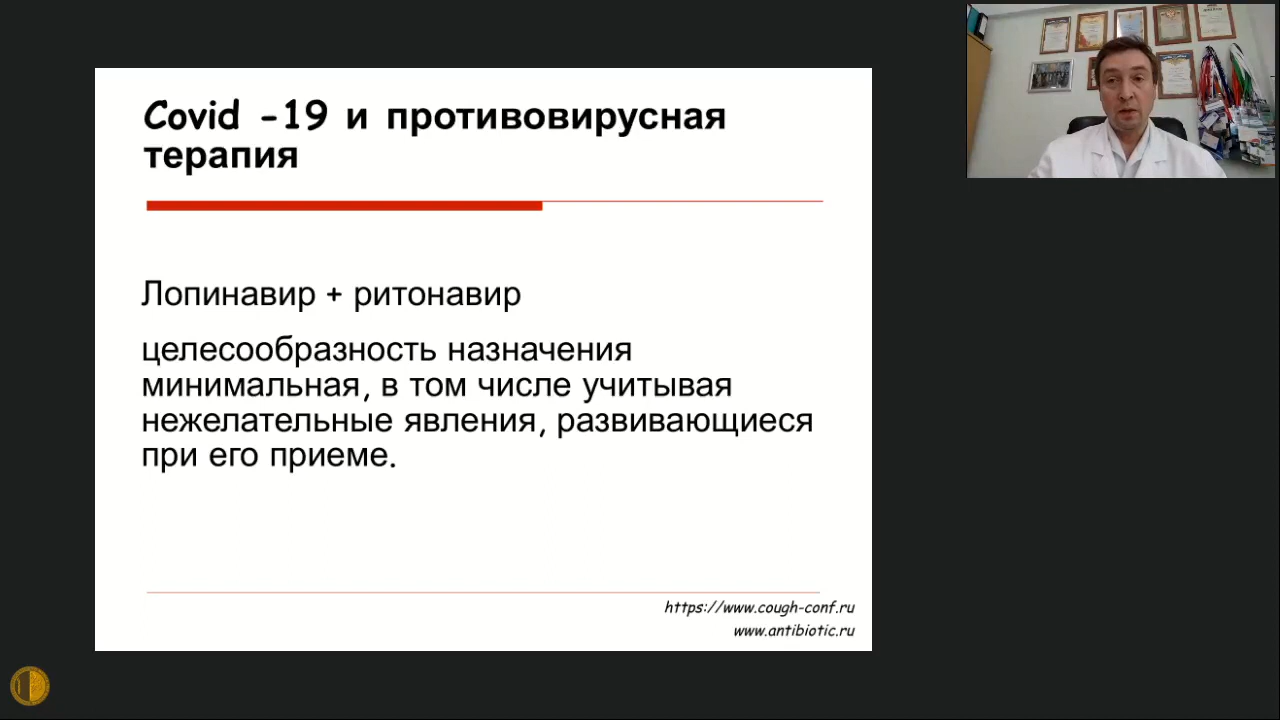 Covid -19 и противовирусная
терапия
Лопинавир + ритонавир
целесообразность назначения
минимальная, в том числе учитывая
нежелательные явления, развивающиеся
при его приеме.
https://www.cough-conf.ru
www.antibiotic.ru